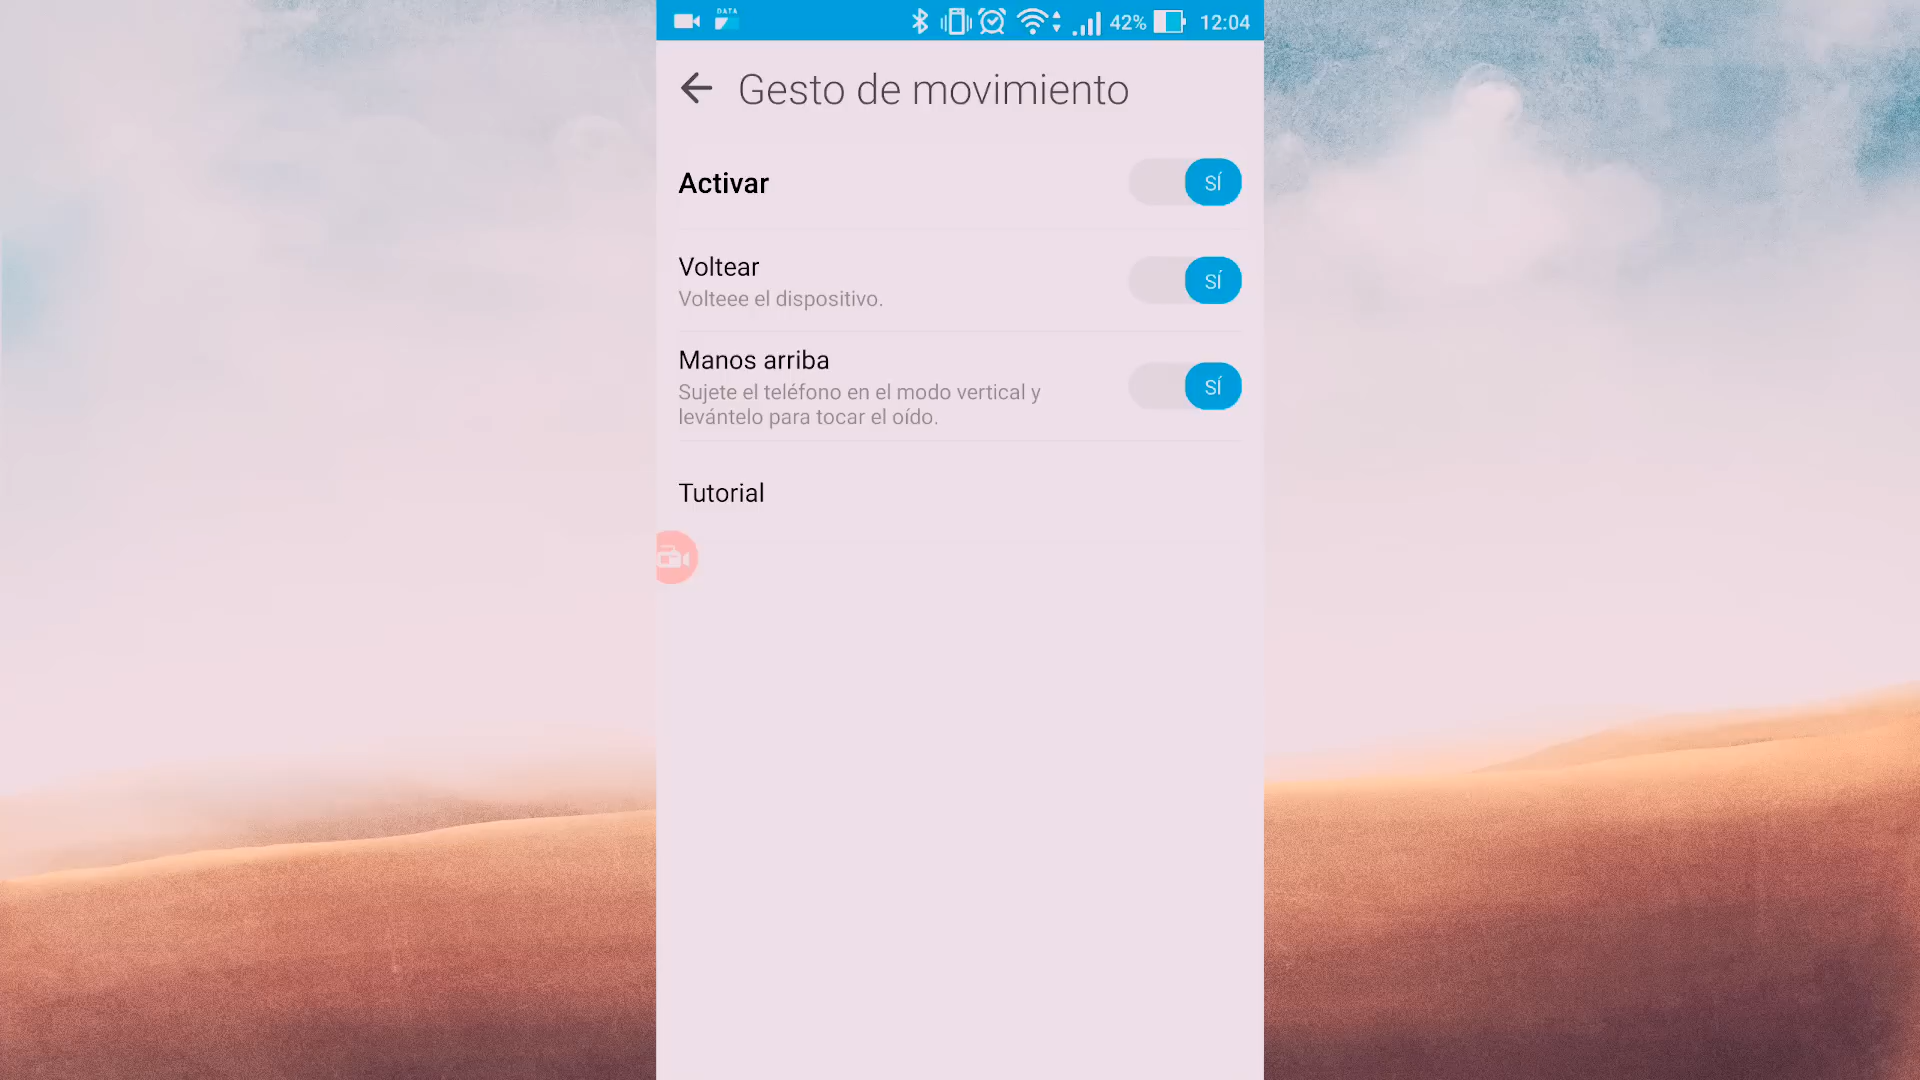 DATA
42% 12:04
Gesto de movimiento
Activar SÍ
Voltear
Volteee el dispositivo.
SÍ
Manos arriba
Sujete el teléfono en el modo vertical y
levántelo para tocar el oído.
SÍ
Tutorial